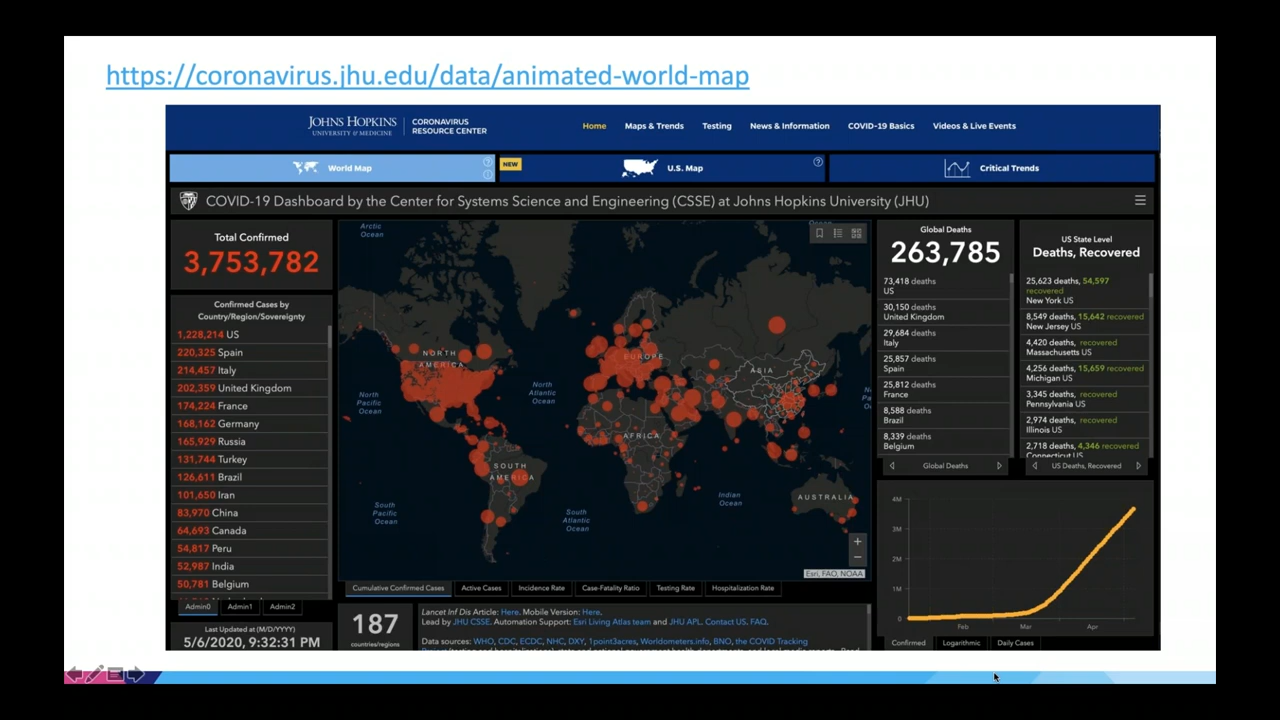 https://coronavirus.jhu.edu/data/animated-world-map
JOHNS HOPKINS
UNIVERSITY & MEDICINE
CORONAVIRUS
RESOURCE CENTER
Home
Maps & Trends
Testing
News & Information
COVID-19 Basics
Videos & Live Events
World Map
NEW
U.S. Map
Critical Trends
COVID-19 Dashboard by the Center for Systems Science and Engineering (CSSE) at Johns Hopkins University (JHU)
Total Confirmed
3,753,782
Confirmed Cases by
Country/Region/Sovereignty
1,228,214 US
220,325 Spain
214,457 Italy
202,359 United Kingdom
174,224 France
168,162 Germany
165,929 Russia
131,744 Turkey
126,611 Brazil
101,650 Iran
83,970 China
64,693 Canada
54,817 Peru
52,987 India
50,781 Belgium
Admin0
Admin1
Admin2
Last Updated at (M/D/YYYY)
5/6/2020, 9:32:31 PM
Arctic
Ocean
Ocean
NORTH
AMERICA
EUROPE
ASIA
North
Pacific
Ocean
North
Atlantic
Ocean
AFRICA
SOUTH
AMERICA
AUSTRALIA
Indian
Ocean
South
Pacific
Ocean
South
Atlantic
Ocean
+
−
Esri, FAO, NOAA
Cumulative Confirmed Cases
Active Cases
Incidence Rate
Case-Fatality Ratio
Testing Rate
Hospitalization Rate
187
countries/regions
Lancet Inf Dis Article: Here. Mobile Version: Here.
Lead by JHU CSSE. Automation Support: Esri Living Atlas team and JHU APL. Contact US. FAQ.
Data sources: WHO, CDC, ECDC, NHC, DXY, 1point3acres, Worldometers.info, BNO, the COVID Tracking
Global Deaths
263,785
73,418 deaths
US
30,150 deaths
United Kingdom
29,684 deaths
Italy
25,857 deaths
Spain
25,812 deaths
France
8,588 deaths
Brazil
8,339 deaths
Belgium
Global Deaths
US State Level
Deaths, Recovered
25,623 deaths, 54,597
recovered
New York US
8,549 deaths, 15,642 recovered
New Jersey US
4,420 deaths, recovered
Massachusetts US
4,256 deaths, 15,659 recovered
Michigan US
3,345 deaths, recovered
Pennsylvania US
2,974 deaths, recovered
Illinois US
2,718 deaths, 4,346 recovered
Connecticut US
US Deaths, Recovered
4M
3M
2M
1M
0
Feb
Mar
Apr
Confirmed
Logarithmic
Daily Cases